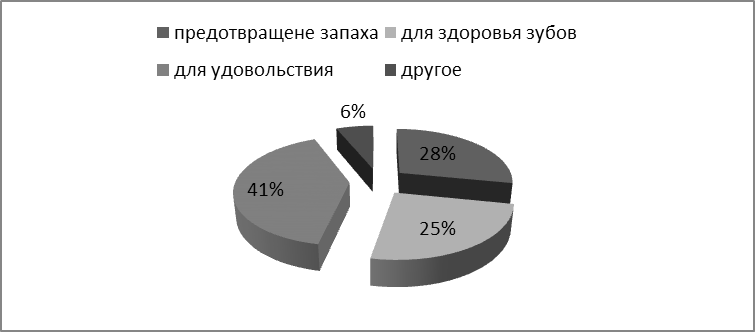 предотвращене запаха для здоровья зубов
для удовольствия другое
6%
28%
41%
25%